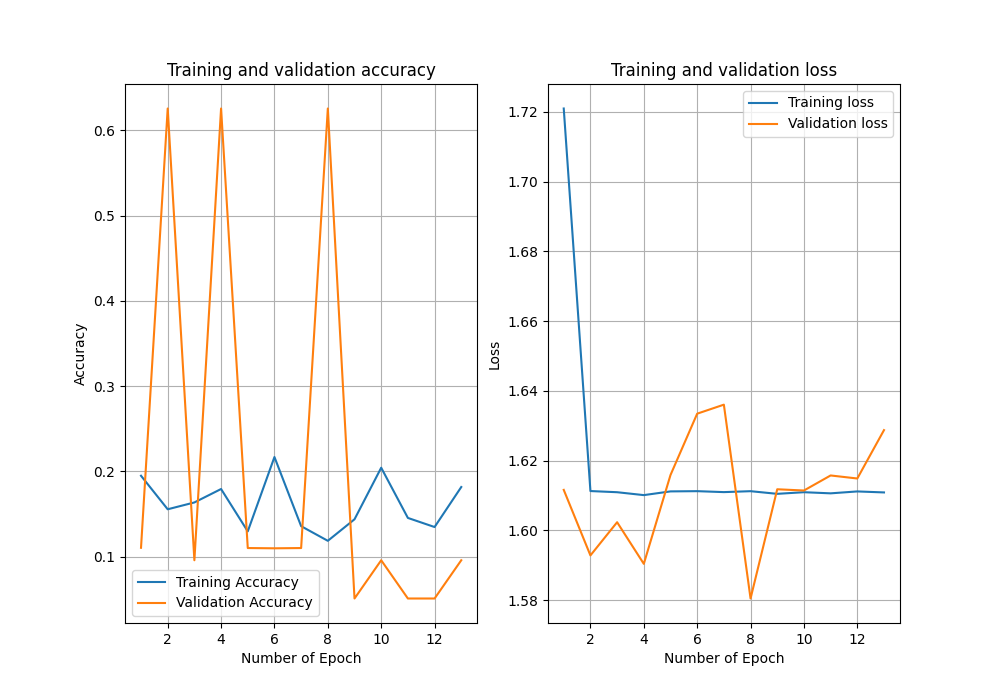 Training and validation accuracy
0.6
0.5
0.4
0.3
0.2
0.1
Accuracy
Training Accuracy
Validation Accuracy
2 4 6 8 10 12
Number of Epoch
Training and validation loss
Training loss
Validation loss
1.72
1.70
1.68
1.66
1.64
1.62
1.60
1.58
Loss
2 4 6 8 10 12
Number of Epoch